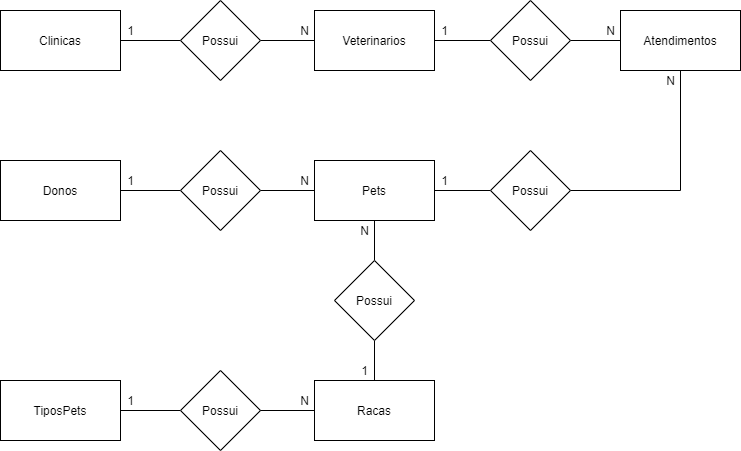 Clinicas 1 Possui N Veterinarios 1 Possui N Atendimentos
N
Donos 1 Possui N Pets 1 Possui
N
Possui
1
TiposPets 1 Possui N Racas